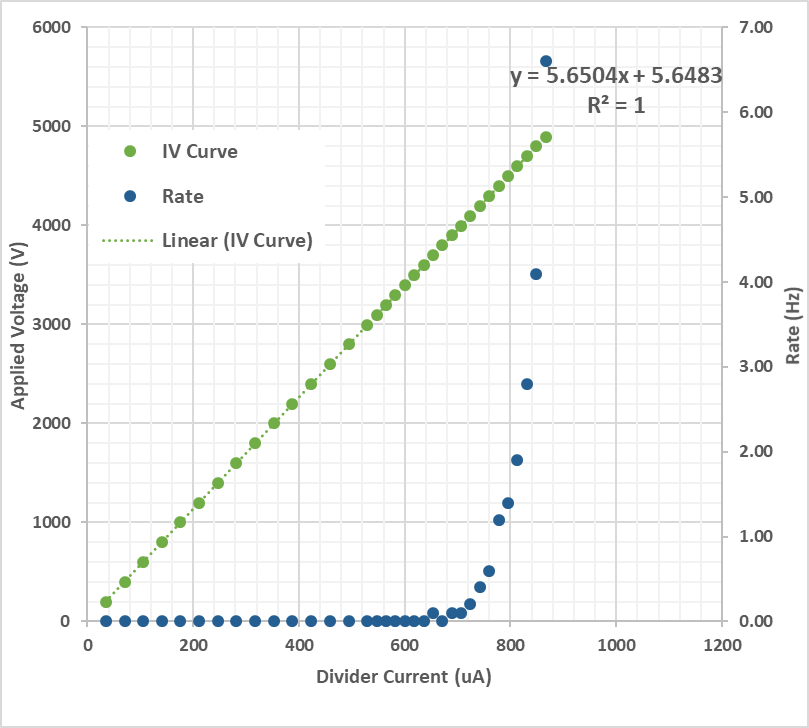 6000
5000
4000
3000
2000
1000
0
Applied Voltage (V)
IV Curve
Rate
Linear (IV Curve)
y = 5.6504x + 5.6483
R² = 1
7.00
6.00
5.00
4.00
3.00
2.00
1.00
0.00
Rate (Hz)
0 200 400 600 800 1000 1200
Divider Current (uA)